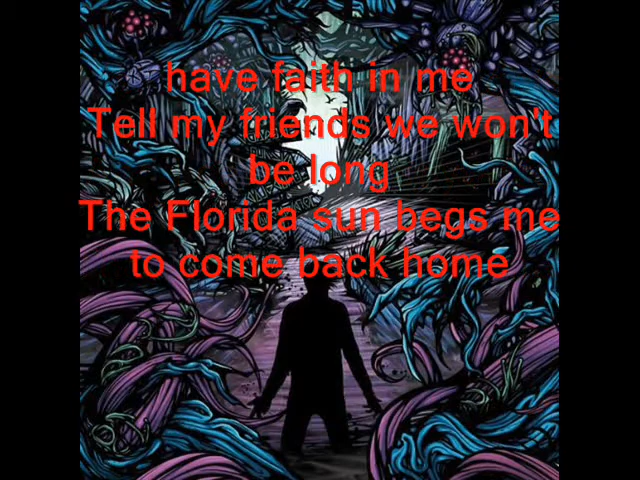 have faith in me
Tell my friends we won't
be long
The Florida sun begs me
to come back home